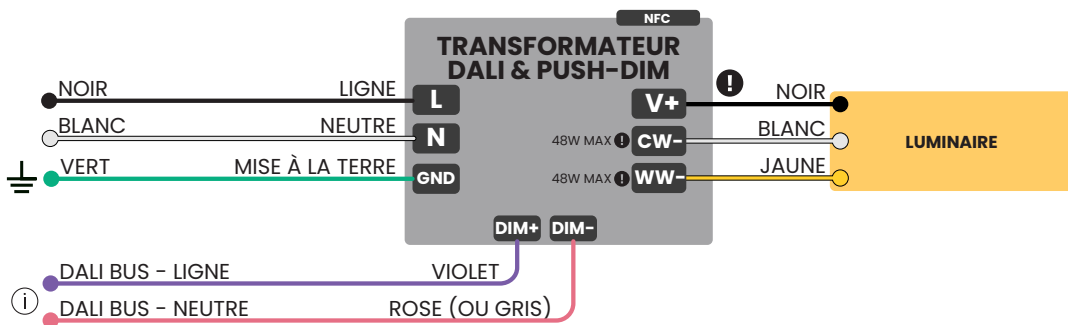 NFC
TRANSFORMATEUR
DALI & PUSH-DIM
NOIR LIGNE L
BLANC NEUTRE N
VERT MISE À LA TERRE GND
! V+ NOIR
48W MAX ! CW- BLANC
48W MAX ! WW- JAUNE
LUMINAIRE
DIM+ DIM-
DALI BUS - LIGNE VIOLET
i
DALI BUS - NEUTRE ROSE (OU GRIS)